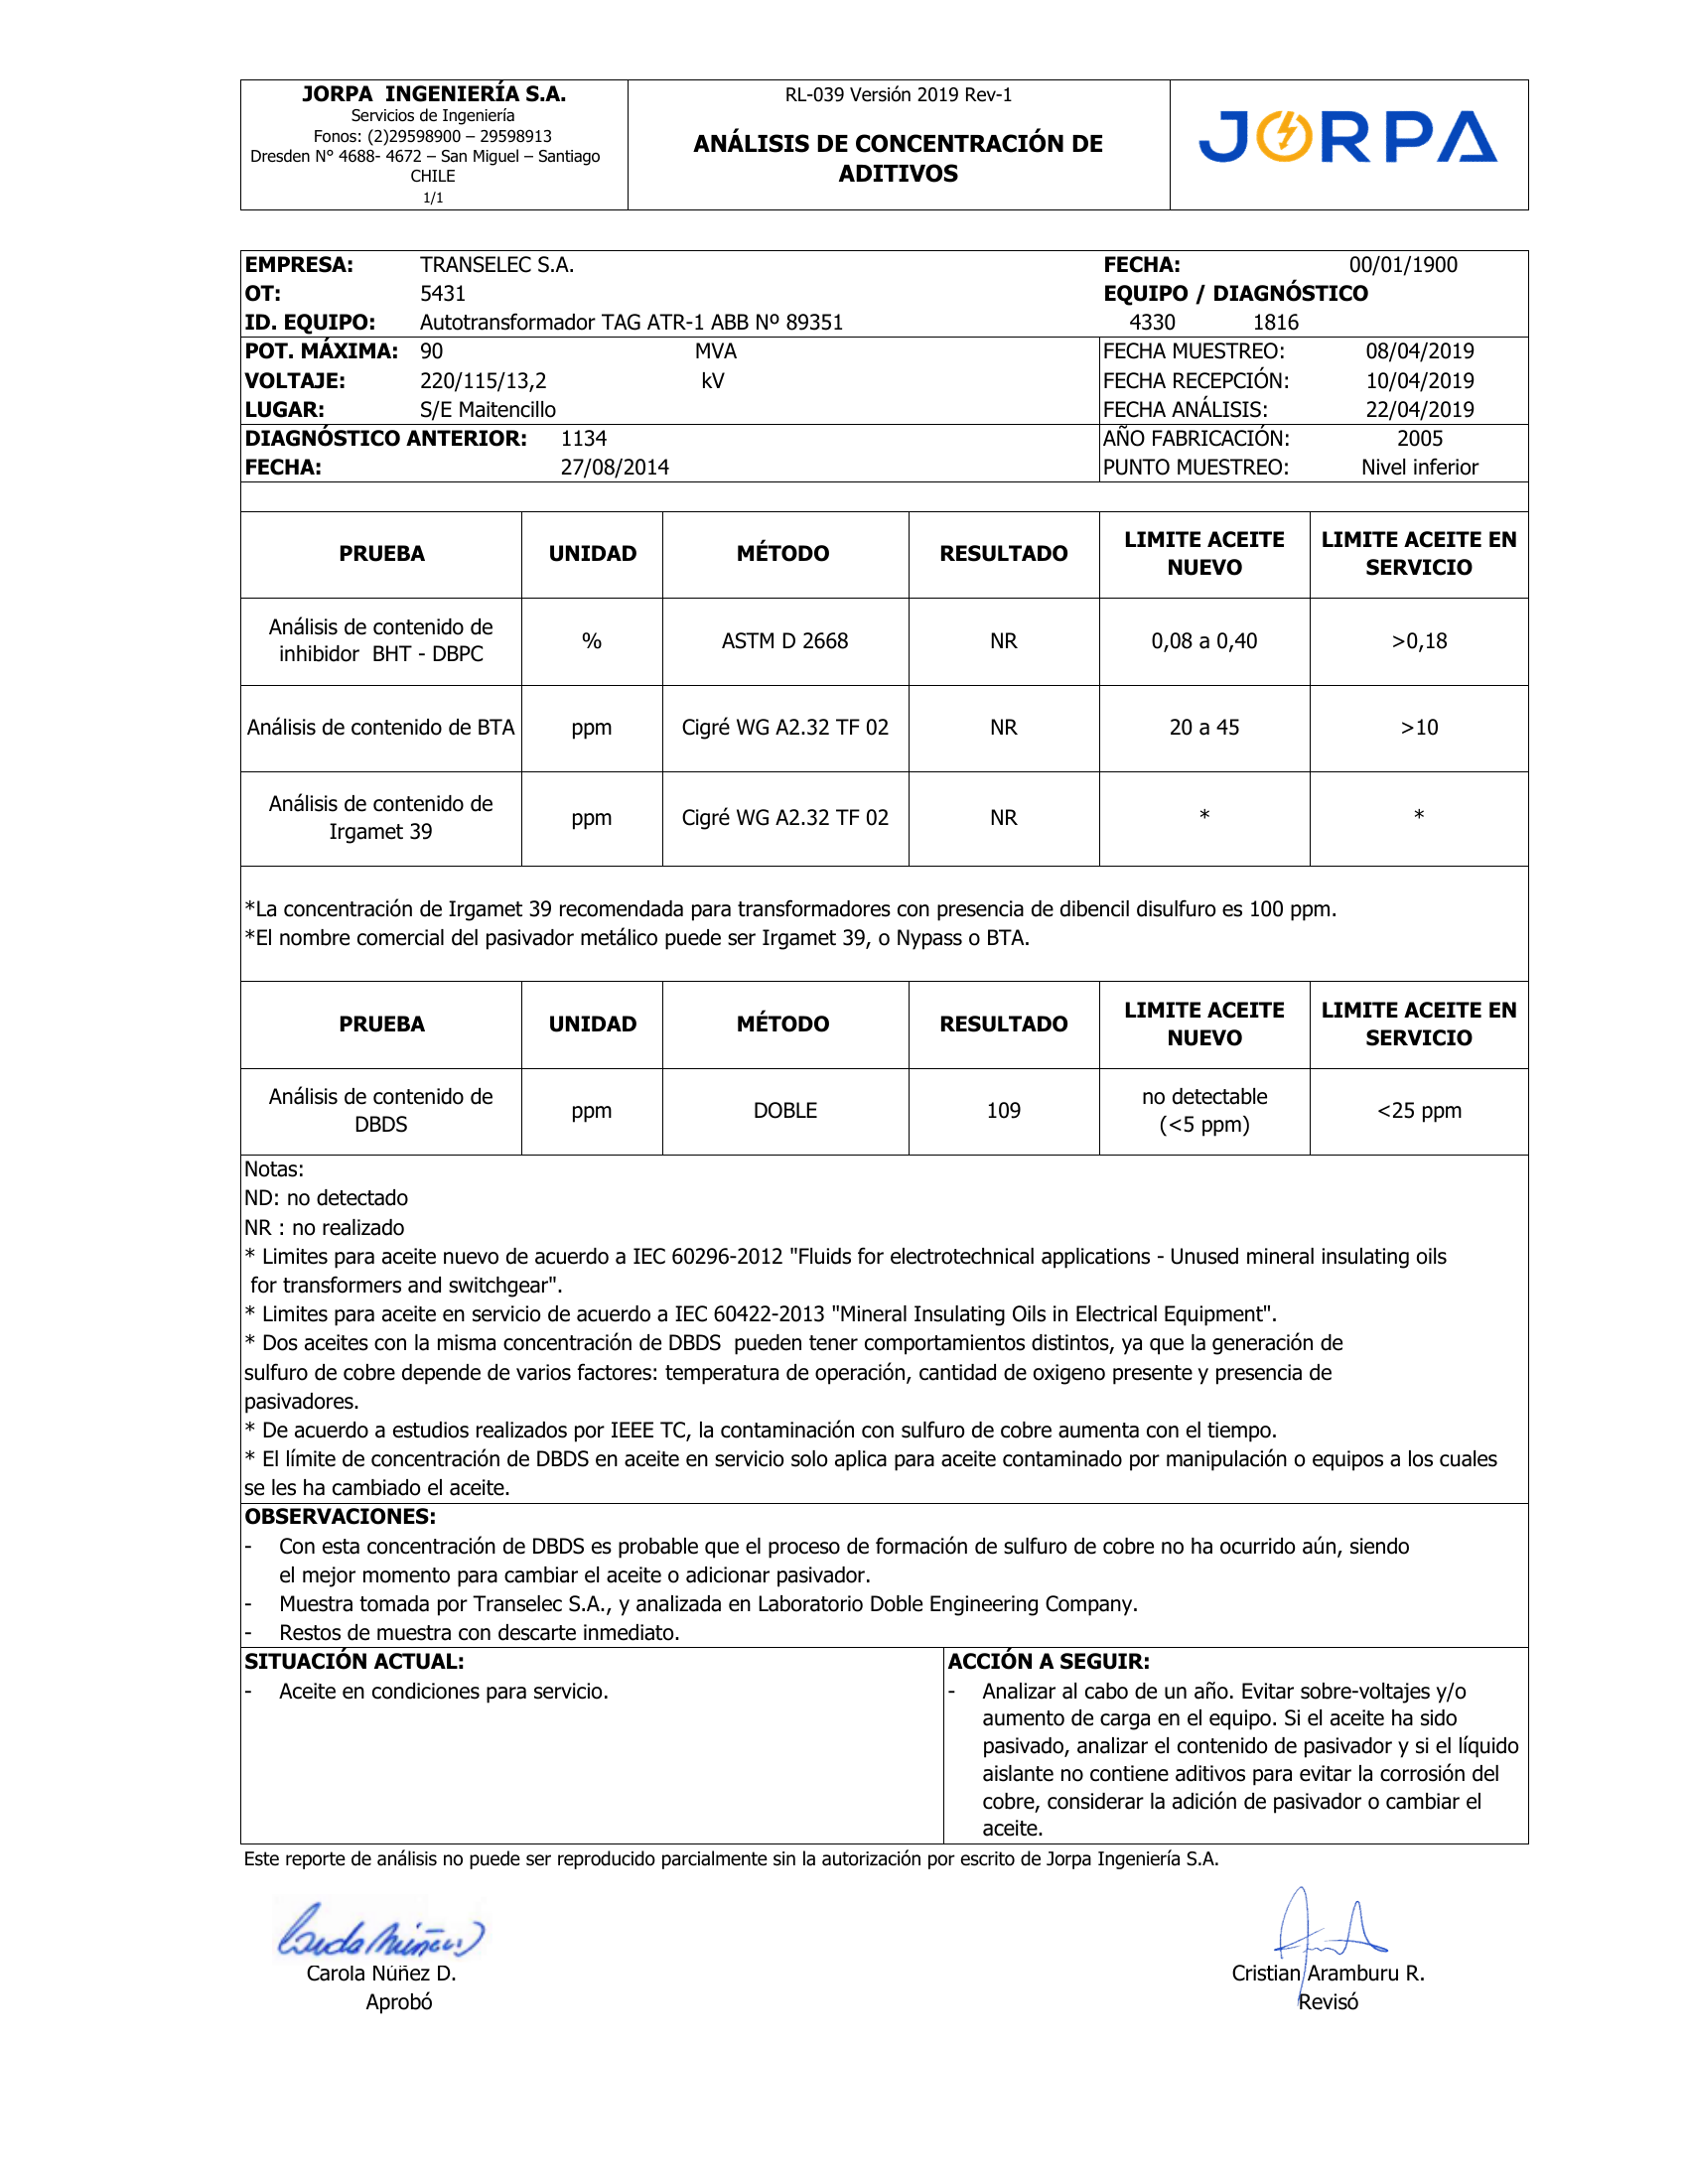 JORPA INGENIERÍA S.A.
Servicios de Ingeniería
Fonos: (2)29598900 – 29598913
Dresden N° 4688- 4672 – San Miguel – Santiago
CHILE
1/1
RL-039 Versión 2019 Rev-1
ANÁLISIS DE CONCENTRACIÓN DE
ADITIVOS
JORPA
EMPRESA: TRANSELEC S.A. FECHA: 00/01/1900
OT: 5431 EQUIPO / DIAGNÓSTICO
ID. EQUIPO: Autotransformador TAG ATR-1 ABB Nº 89351 4330 1816
POT. MÁXIMA: 90 MVA FECHA MUESTREO: 08/04/2019
VOLTAJE: 220/115/13,2 kV FECHA RECEPCIÓN: 10/04/2019
LUGAR: S/E Maitencillo FECHA ANÁLISIS: 22/04/2019
DIAGNÓSTICO ANTERIOR: 1134 AÑO FABRICACIÓN: 2005
FECHA: 27/08/2014 PUNTO MUESTREO: Nivel inferior
PRUEBA UNIDAD MÉTODO RESULTADO LIMITE ACEITE NUEVO LIMITE ACEITE EN SERVICIO
Análisis de contenido de inhibidor BHT - DBPC % ASTM D 2668 NR 0,08 a 0,40 >0,18
Análisis de contenido de BTA ppm Cigré WG A2.32 TF 02 NR 20 a 45 >10
Análisis de contenido de Irgamet 39 ppm Cigré WG A2.32 TF 02 NR * *
*La concentración de Irgamet 39 recomendada para transformadores con presencia de dibencil disulfuro es 100 ppm.
*El nombre comercial del pasivador metálico puede ser Irgamet 39, o Nypass o BTA.
PRUEBA UNIDAD MÉTODO RESULTADO LIMITE ACEITE NUEVO LIMITE ACEITE EN SERVICIO
Análisis de contenido de DBDS ppm DOBLE 109 no detectable (<5 ppm) <25 ppm
Notas:
ND: no detectado
NR : no realizado
* Limites para aceite nuevo de acuerdo a IEC 60296-2012 "Fluids for electrotechnical applications - Unused mineral insulating oils
for transformers and switchgear".
* Limites para aceite en servicio de acuerdo a IEC 60422-2013 "Mineral Insulating Oils in Electrical Equipment".
* Dos aceites con la misma concentración de DBDS pueden tener comportamientos distintos, ya que la generación de
sulfuro de cobre depende de varios factores: temperatura de operación, cantidad de oxigeno presente y presencia de
pasivadores.
* De acuerdo a estudios realizados por IEEE TC, la contaminación con sulfuro de cobre aumenta con el tiempo.
* El límite de concentración de DBDS en aceite en servicio solo aplica para aceite contaminado por manipulación o equipos a los cuales
se les ha cambiado el aceite.
OBSERVACIONES:
- Con esta concentración de DBDS es probable que el proceso de formación de sulfuro de cobre no ha ocurrido aún, siendo
el mejor momento para cambiar el aceite o adicionar pasivador.
- Muestra tomada por Transelec S.A., y analizada en Laboratorio Doble Engineering Company.
- Restos de muestra con descarte inmediato.
SITUACIÓN ACTUAL:
- Aceite en condiciones para servicio.
ACCIÓN A SEGUIR:
- Analizar al cabo de un año. Evitar sobre-voltajes y/o
aumento de carga en el equipo. Si el aceite ha sido
pasivado, analizar el contenido de pasivador y si el líquido
aislante no contiene aditivos para evitar la corrosión del
cobre, considerar la adición de pasivador o cambiar el
aceite.
Este reporte de análisis no puede ser reproducido parcialmente sin la autorización por escrito de Jorpa Ingeniería S.A.
Carola Núñez D.
Aprobó
Cristian Aramburu R.
Revisó